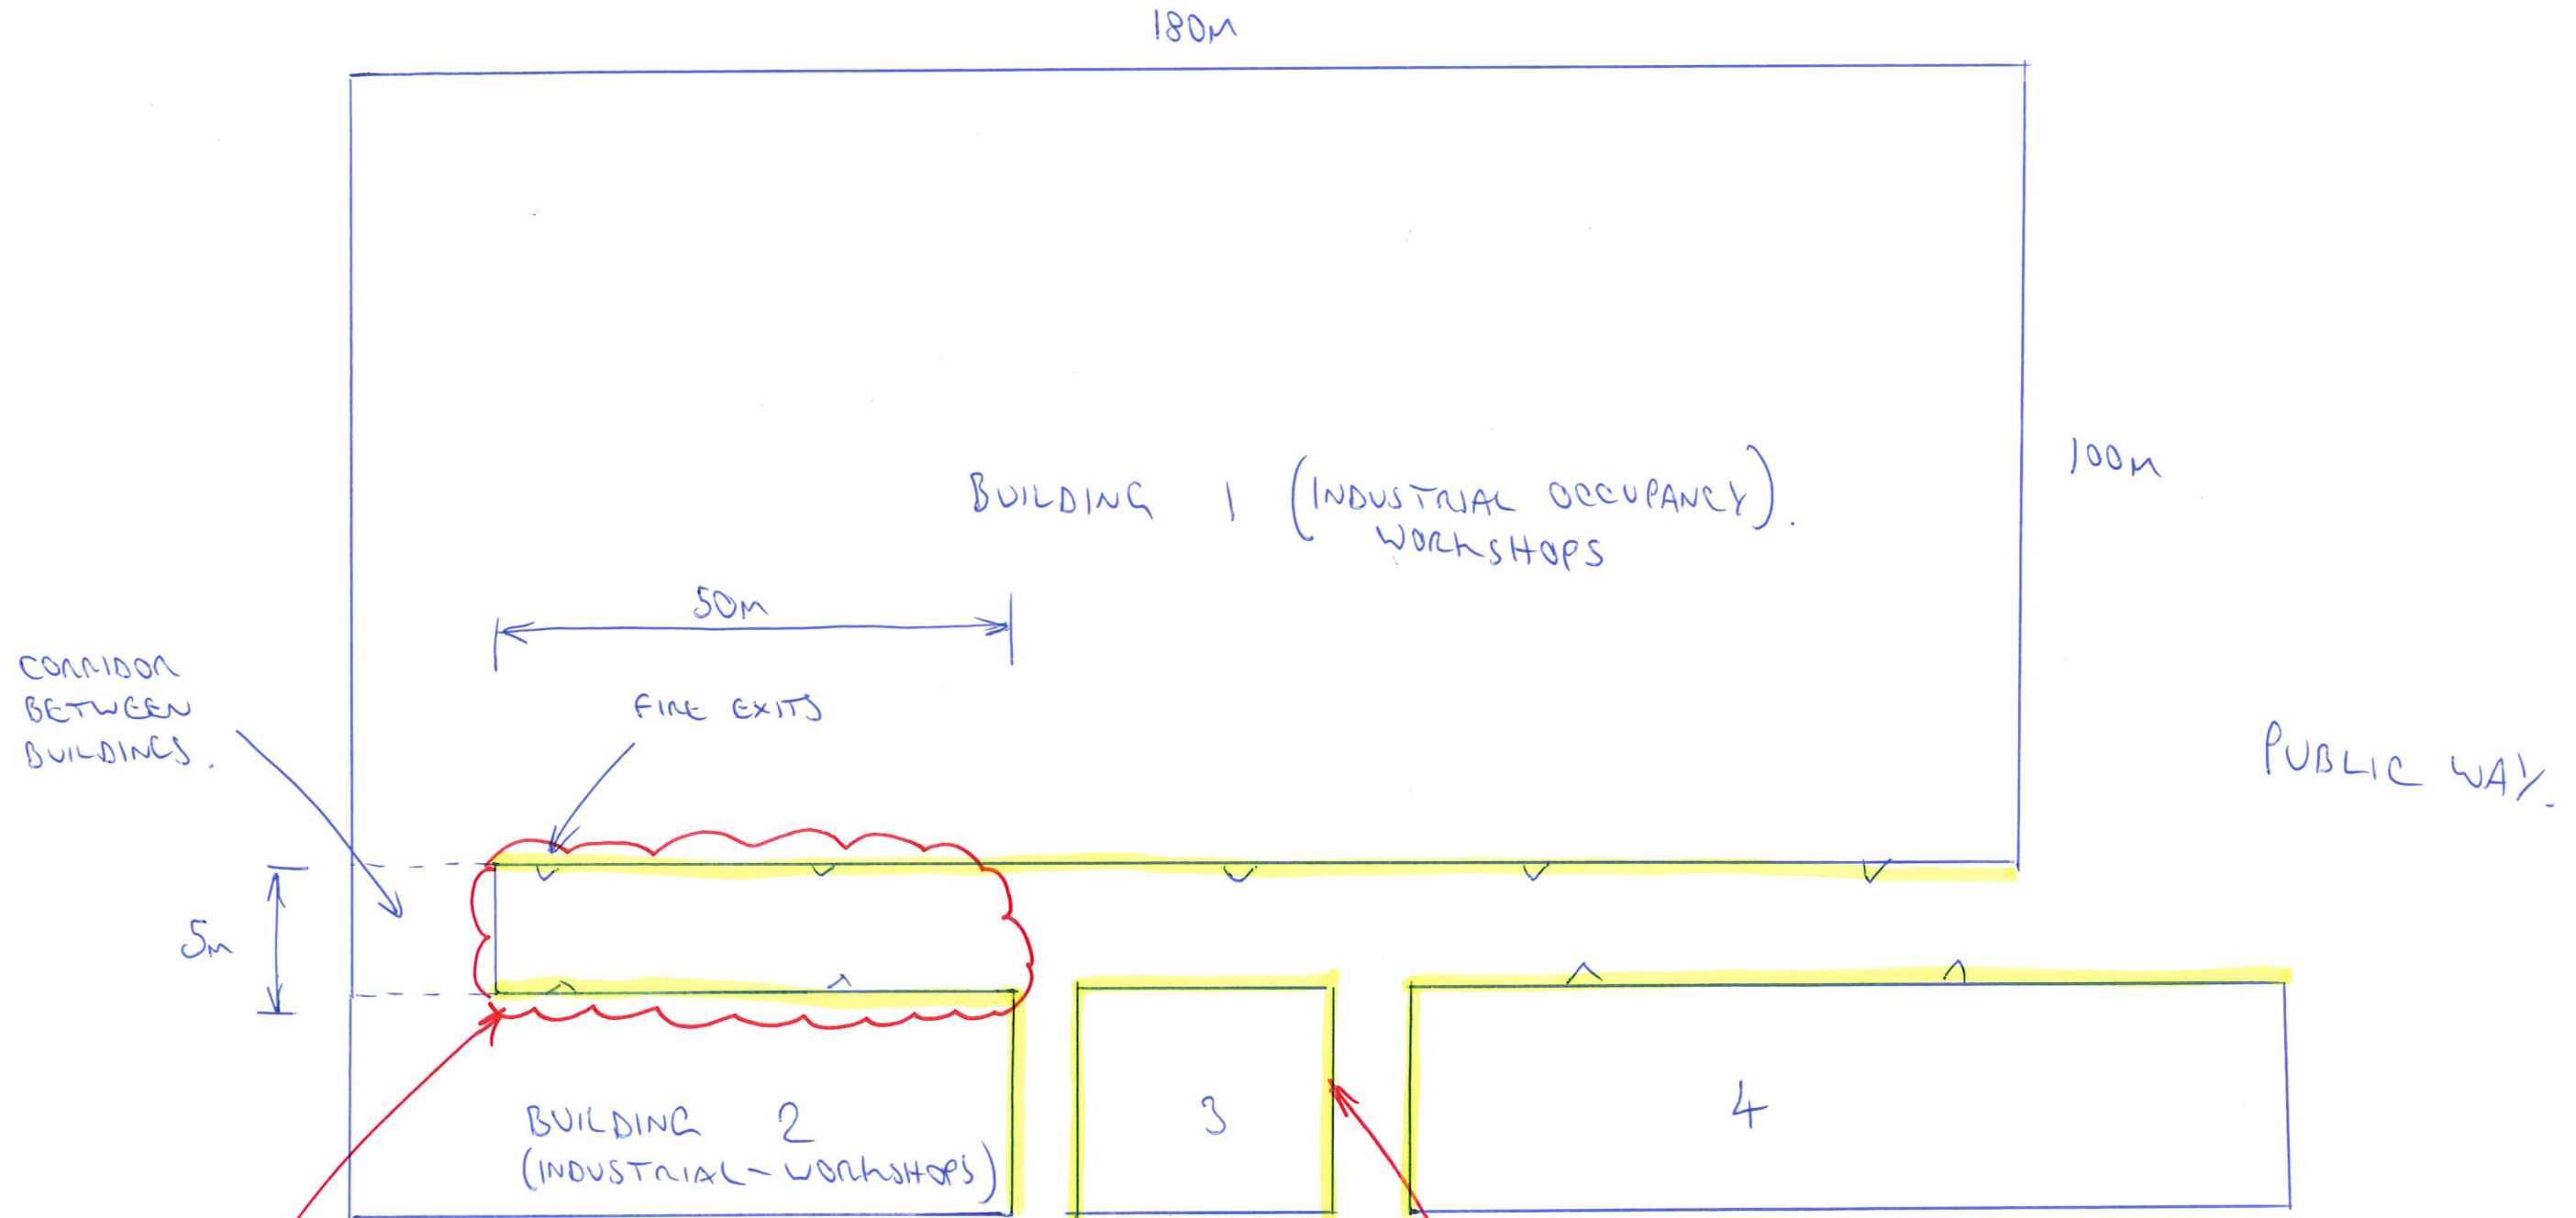 180M
BUILDING 1 (INDUSTRIAL OCCUPANCY).
WORKSHOPS
100M
50M
CORRIDOR
BETWEEN
BUILDINGS.
FIRE EXITS
PUBLIC WAY.
5M
BUILDING 2
(INDUSTRIAL-WORKSHOPS)
3
4